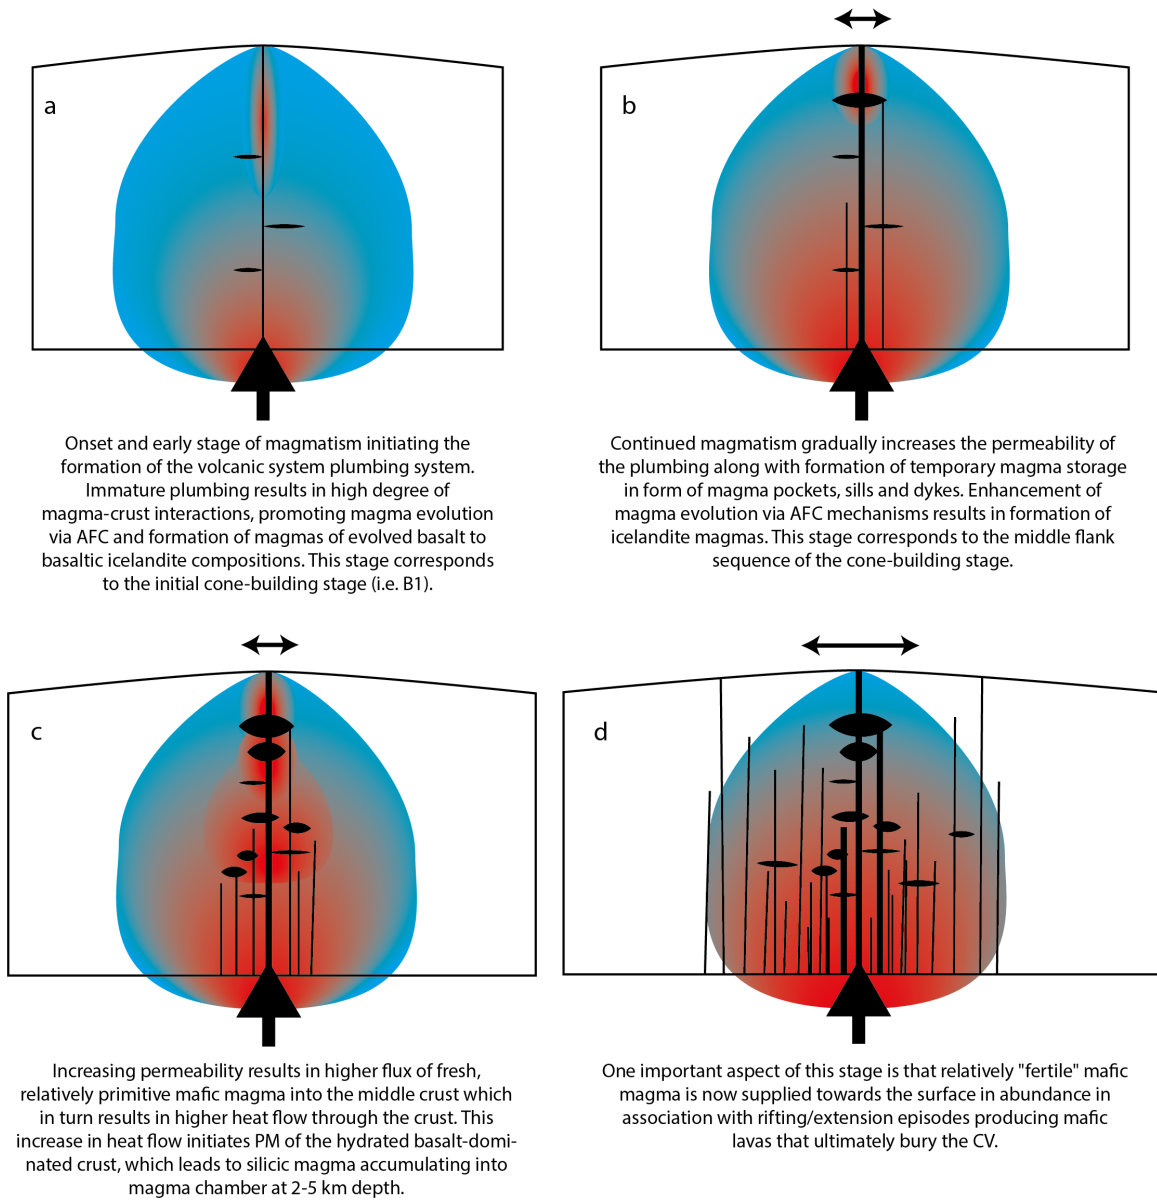 a
Onset and early stage of magmatism initiating the
formation of the volcanic system plumbing system.
Immature plumbing results in high degree of
magma-crust interactions, promoting magma evolution
via AFC and formation of magmas of evolved basalt to
basaltic icelandite compositions. This stage corresponds
to the initial cone-building stage (i.e. B1).
b
Continued magmatism gradually increases the permeability of
the plumbing along with formation of temporary magma storage
in form of magma pockets, sills and dykes. Enhancement of
magma evolution via AFC mechanisms results in formation of
icelandite magmas. This stage corresponds to the middle flank
sequence of the cone-building stage.
c
Increasing permeability results in higher flux of fresh,
relatively primitive mafic magma into the middle crust which
in turn results in higher heat flow through the crust. This
increase in heat flow initiates PM of the hydrated basalt-domi-
nated crust, which leads to silicic magma accumulating into
magma chamber at 2-5 km depth.
d
One important aspect of this stage is that relatively "fertile" mafic
magma is now supplied towards the surface in abundance in
association with rifting/extension episodes producing mafic
lavas that ultimately bury the CV.